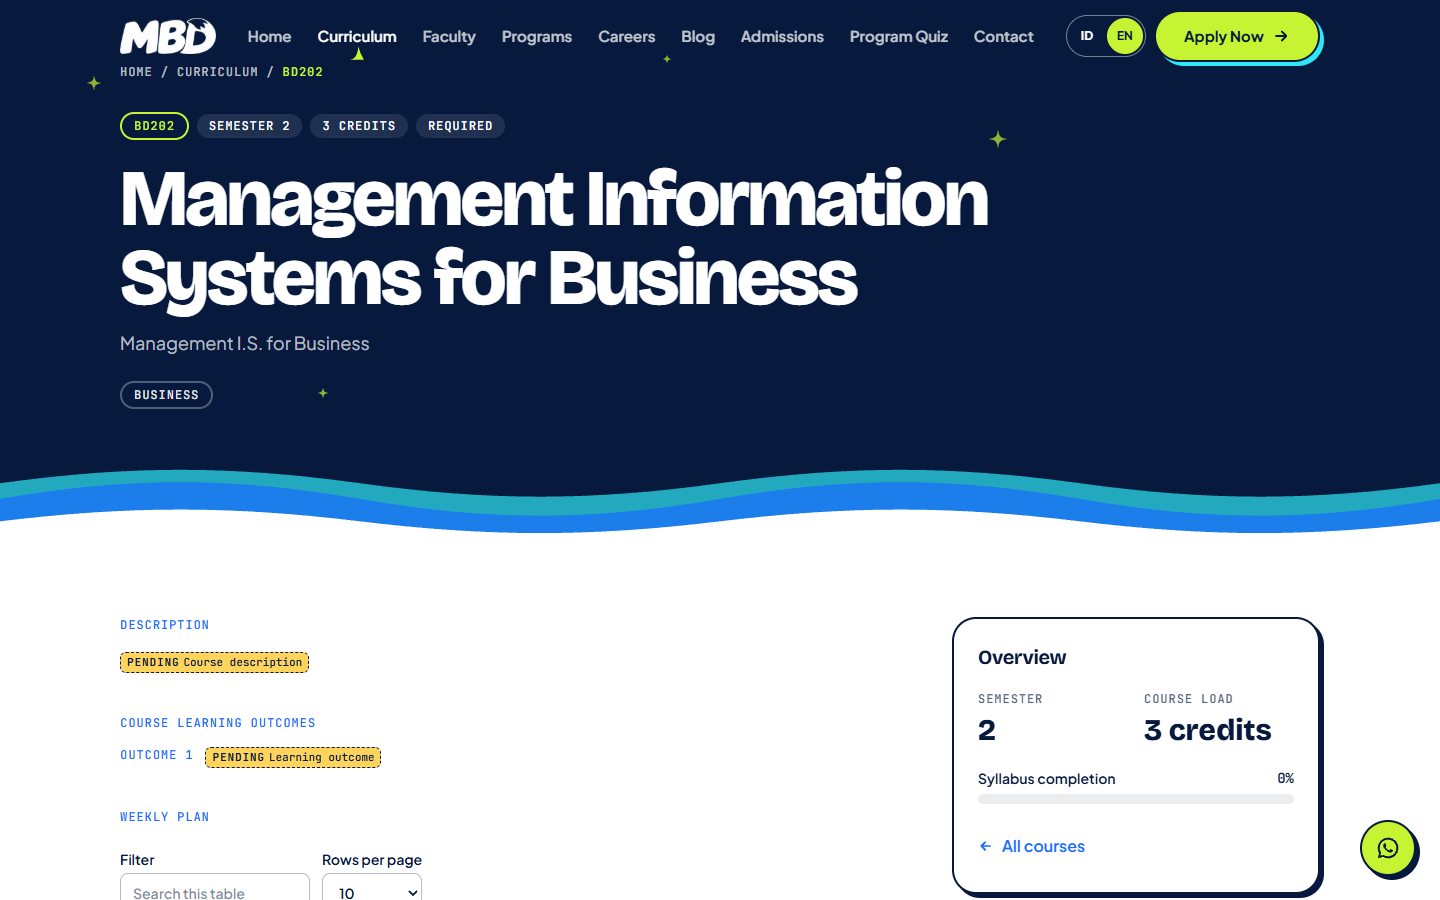 MBD Home Curriculum Faculty Programs Careers Blog Admissions Program Quiz Contact ID EN Apply Now →
HOME / CURRICULUM / BD202
BD202 SEMESTER 2 3 CREDITS REQUIRED
Management Information
Systems for Business
Management I.S. for Business
BUSINESS
DESCRIPTION
PENDING Course description
COURSE LEARNING OUTCOMES
OUTCOME 1 PENDING Learning outcome
WEEKLY PLAN
Filter Rows per page
Search this table 10
Overview
SEMESTER COURSE LOAD
2 3 credits
Syllabus completion 0%
← All courses